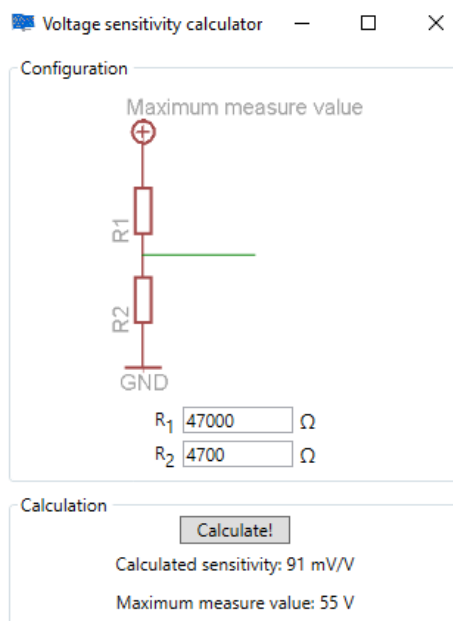 Voltage sensitivity calculator
Configuration
Maximum measure value
R1
R2
GND
R1 47000 Ω
R2 4700 Ω
Calculation
Calculate!
Calculated sensitivity: 91 mV/V
Maximum measure value: 55 V